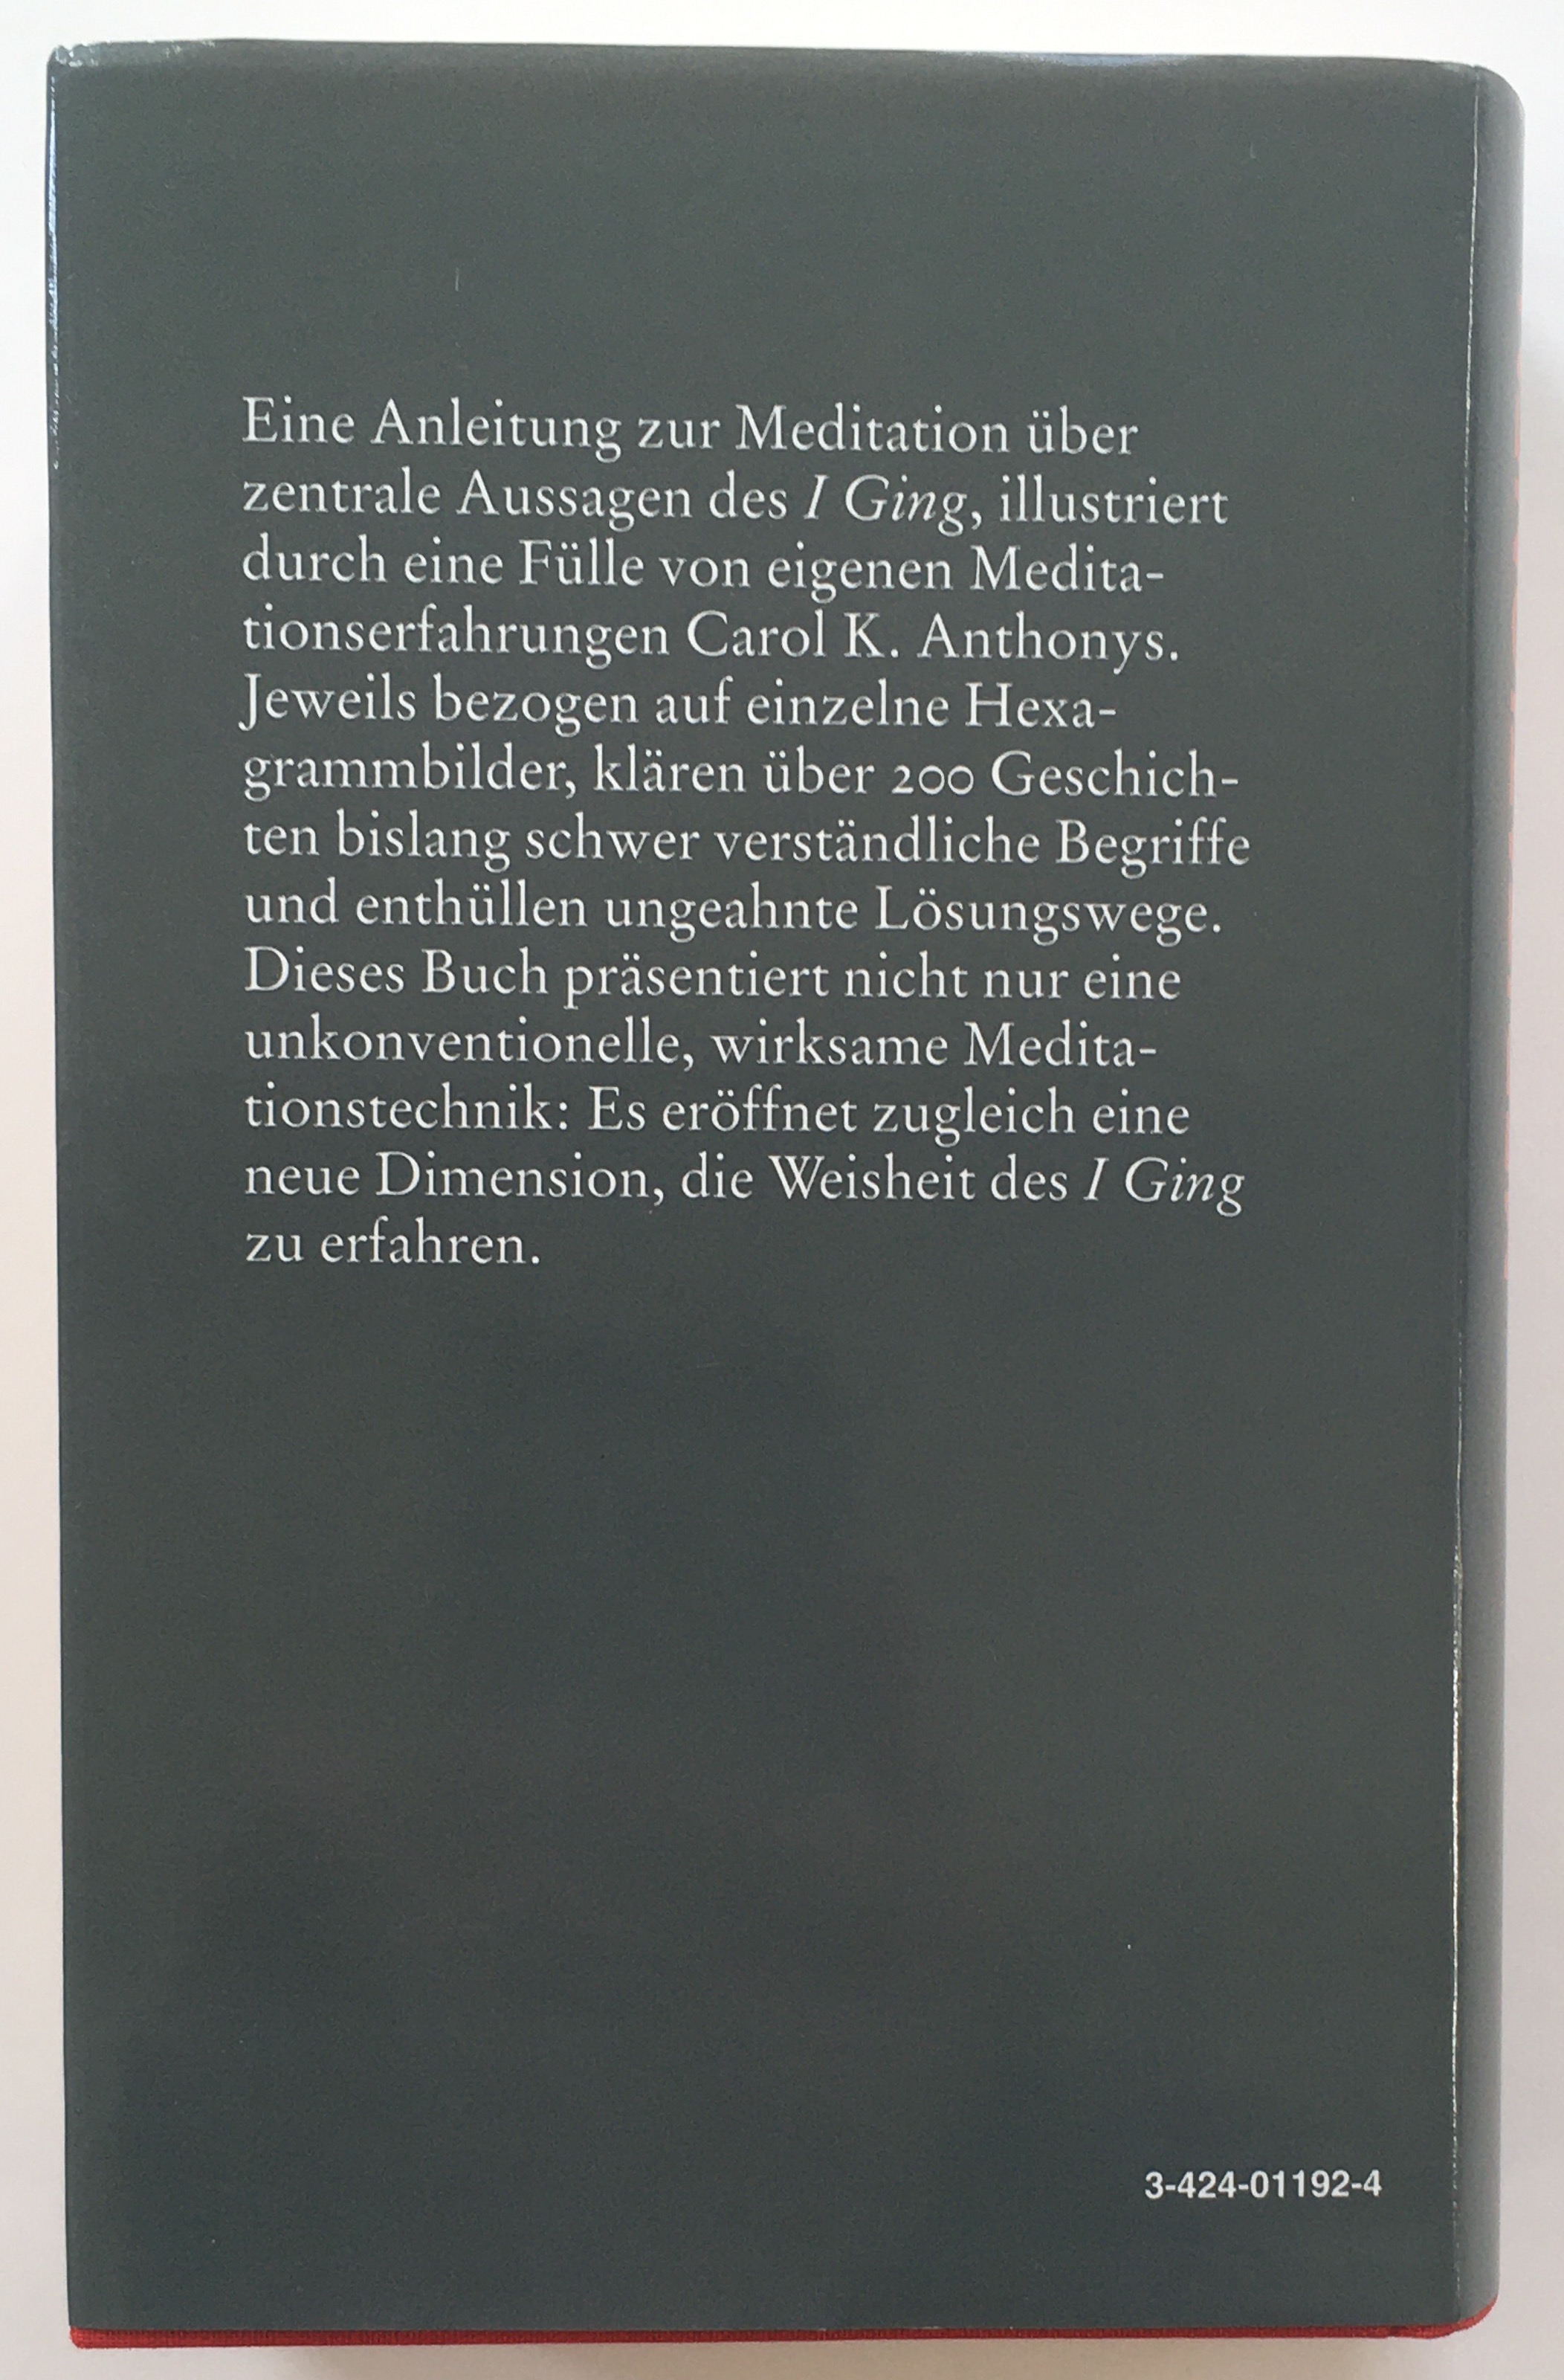 Eine Anleitung zur Meditation über
zentrale Aussagen des I Ging, illustriert
durch eine Fülle von eigenen Medita-
tionserfahrungen Carol K. Anthonys.
Jeweils bezogen auf einzelne Hexa-
grammbilder, klären über 200 Geschich-
ten bislang schwer verständliche Begriffe
und enthüllen ungeahnte Lösungswege.
Dieses Buch präsentiert nicht nur eine
unkonventionelle, wirksame Medita-
tionstechnik: Es eröffnet zugleich eine
neue Dimension, die Weisheit des I Ging
zu erfahren.
3-424-01192-4